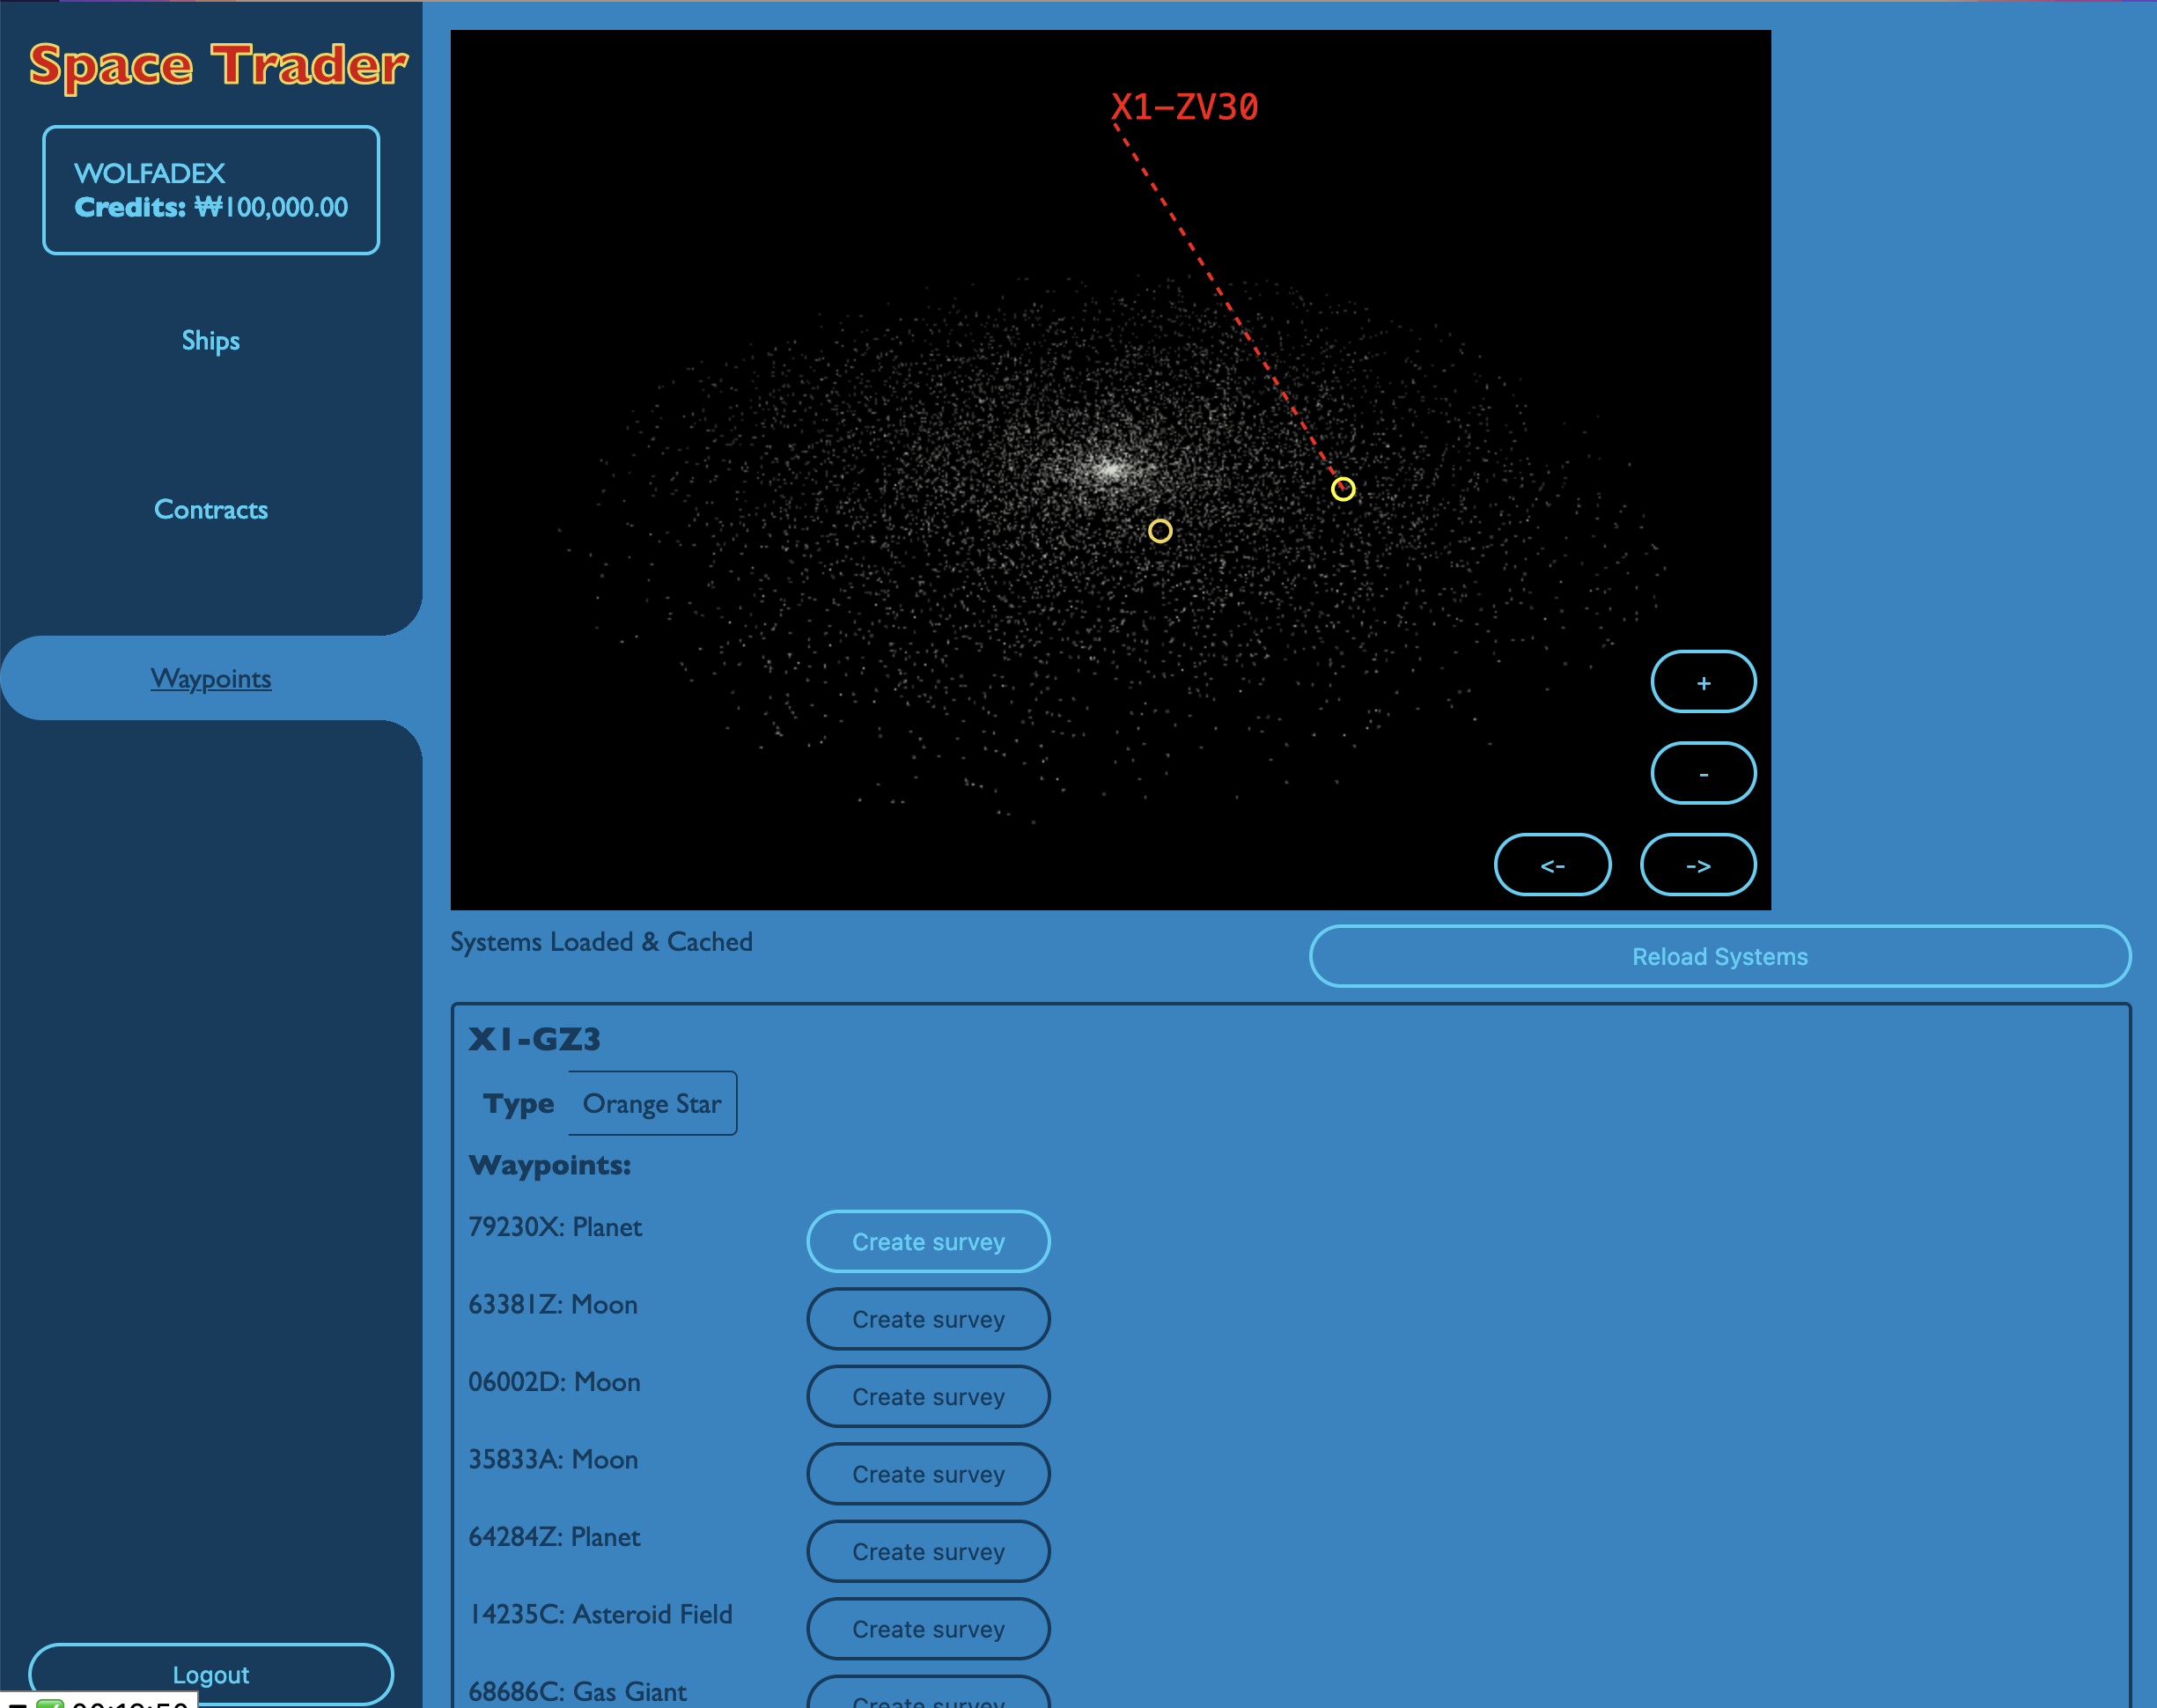 Space Trader
WOLFADEX
Credits: ₩100,000.00
Ships
Contracts
Waypoints
Logout
X1-ZV30
+
-
<- ->
Systems Loaded & Cached
Reload Systems
X1-GZ3
Type Orange Star
Waypoints:
79230X: Planet Create survey
63381Z: Moon Create survey
06002D: Moon Create survey
35833A: Moon Create survey
64284Z: Planet Create survey
14235C: Asteroid Field Create survey
68686C: Gas Giant Create survey